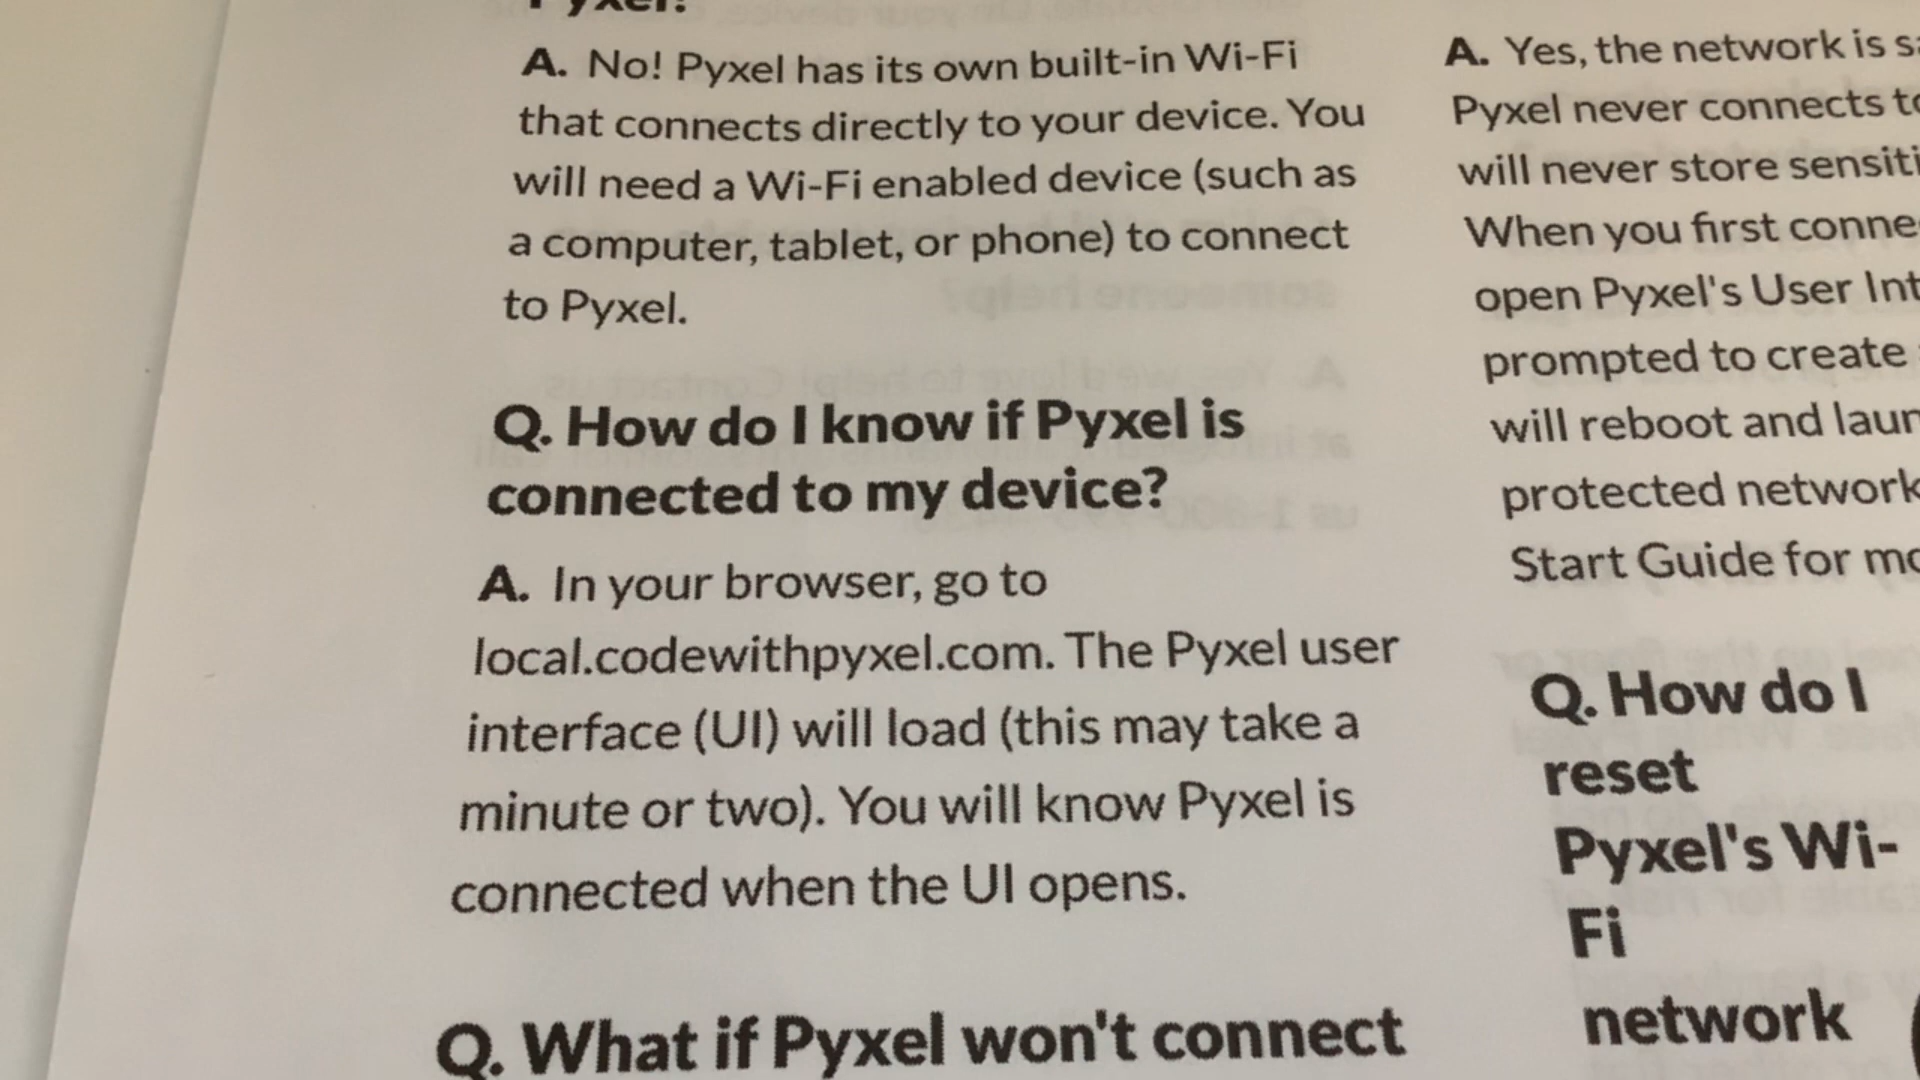 A. No! Pyxel has its own built-in Wi-Fi
that connects directly to your device. You
will need a Wi-Fi enabled device (such as
a computer, tablet, or phone) to connect
to Pyxel.
Q. How do I know if Pyxel is
connected to my device?
A. In your browser, go to
local.codewithpyxel.com. The Pyxel user
interface (UI) will load (this may take a
minute or two). You will know Pyxel is
connected when the UI opens.
Q. What if Pyxel won't connect
A. Yes, the network is
Pyxel never connects
will never store
When you first
open Pyxel's User
prompted to create
will reboot and
protected network
Start Guide for
Q. How do I
reset
Pyxel's Wi-
Fi
network